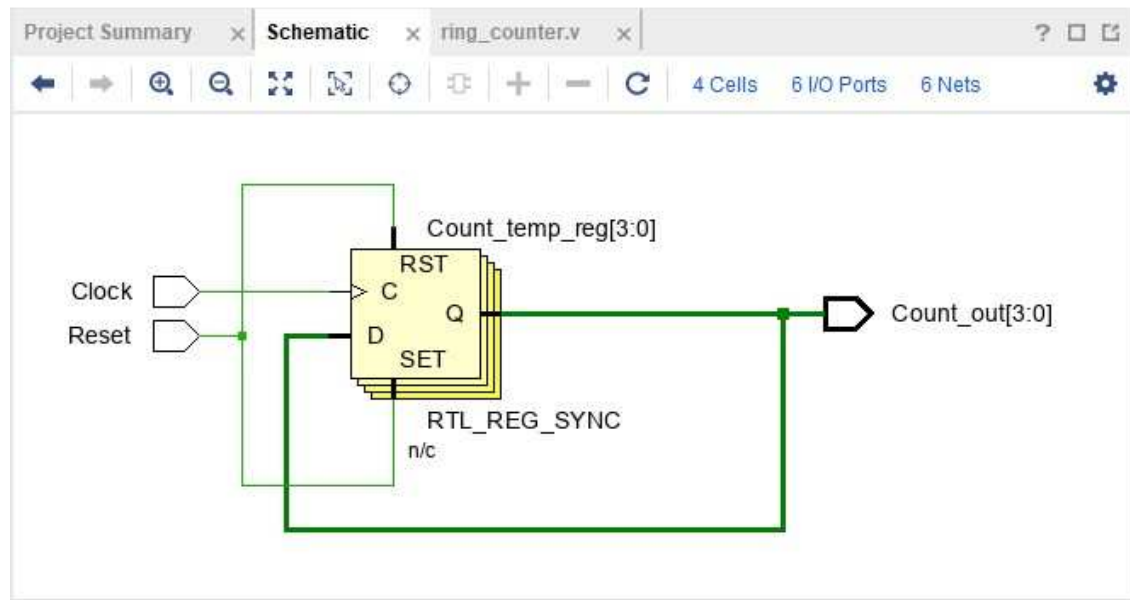 Project Summary × Schematic × ring_counter.v × ?
4 Cells 6 I/O Ports 6 Nets
Count_temp_reg[3:0]
RST
Clock C
Q Count_out[3:0]
Reset D
SET
RTL_REG_SYNC
n/c